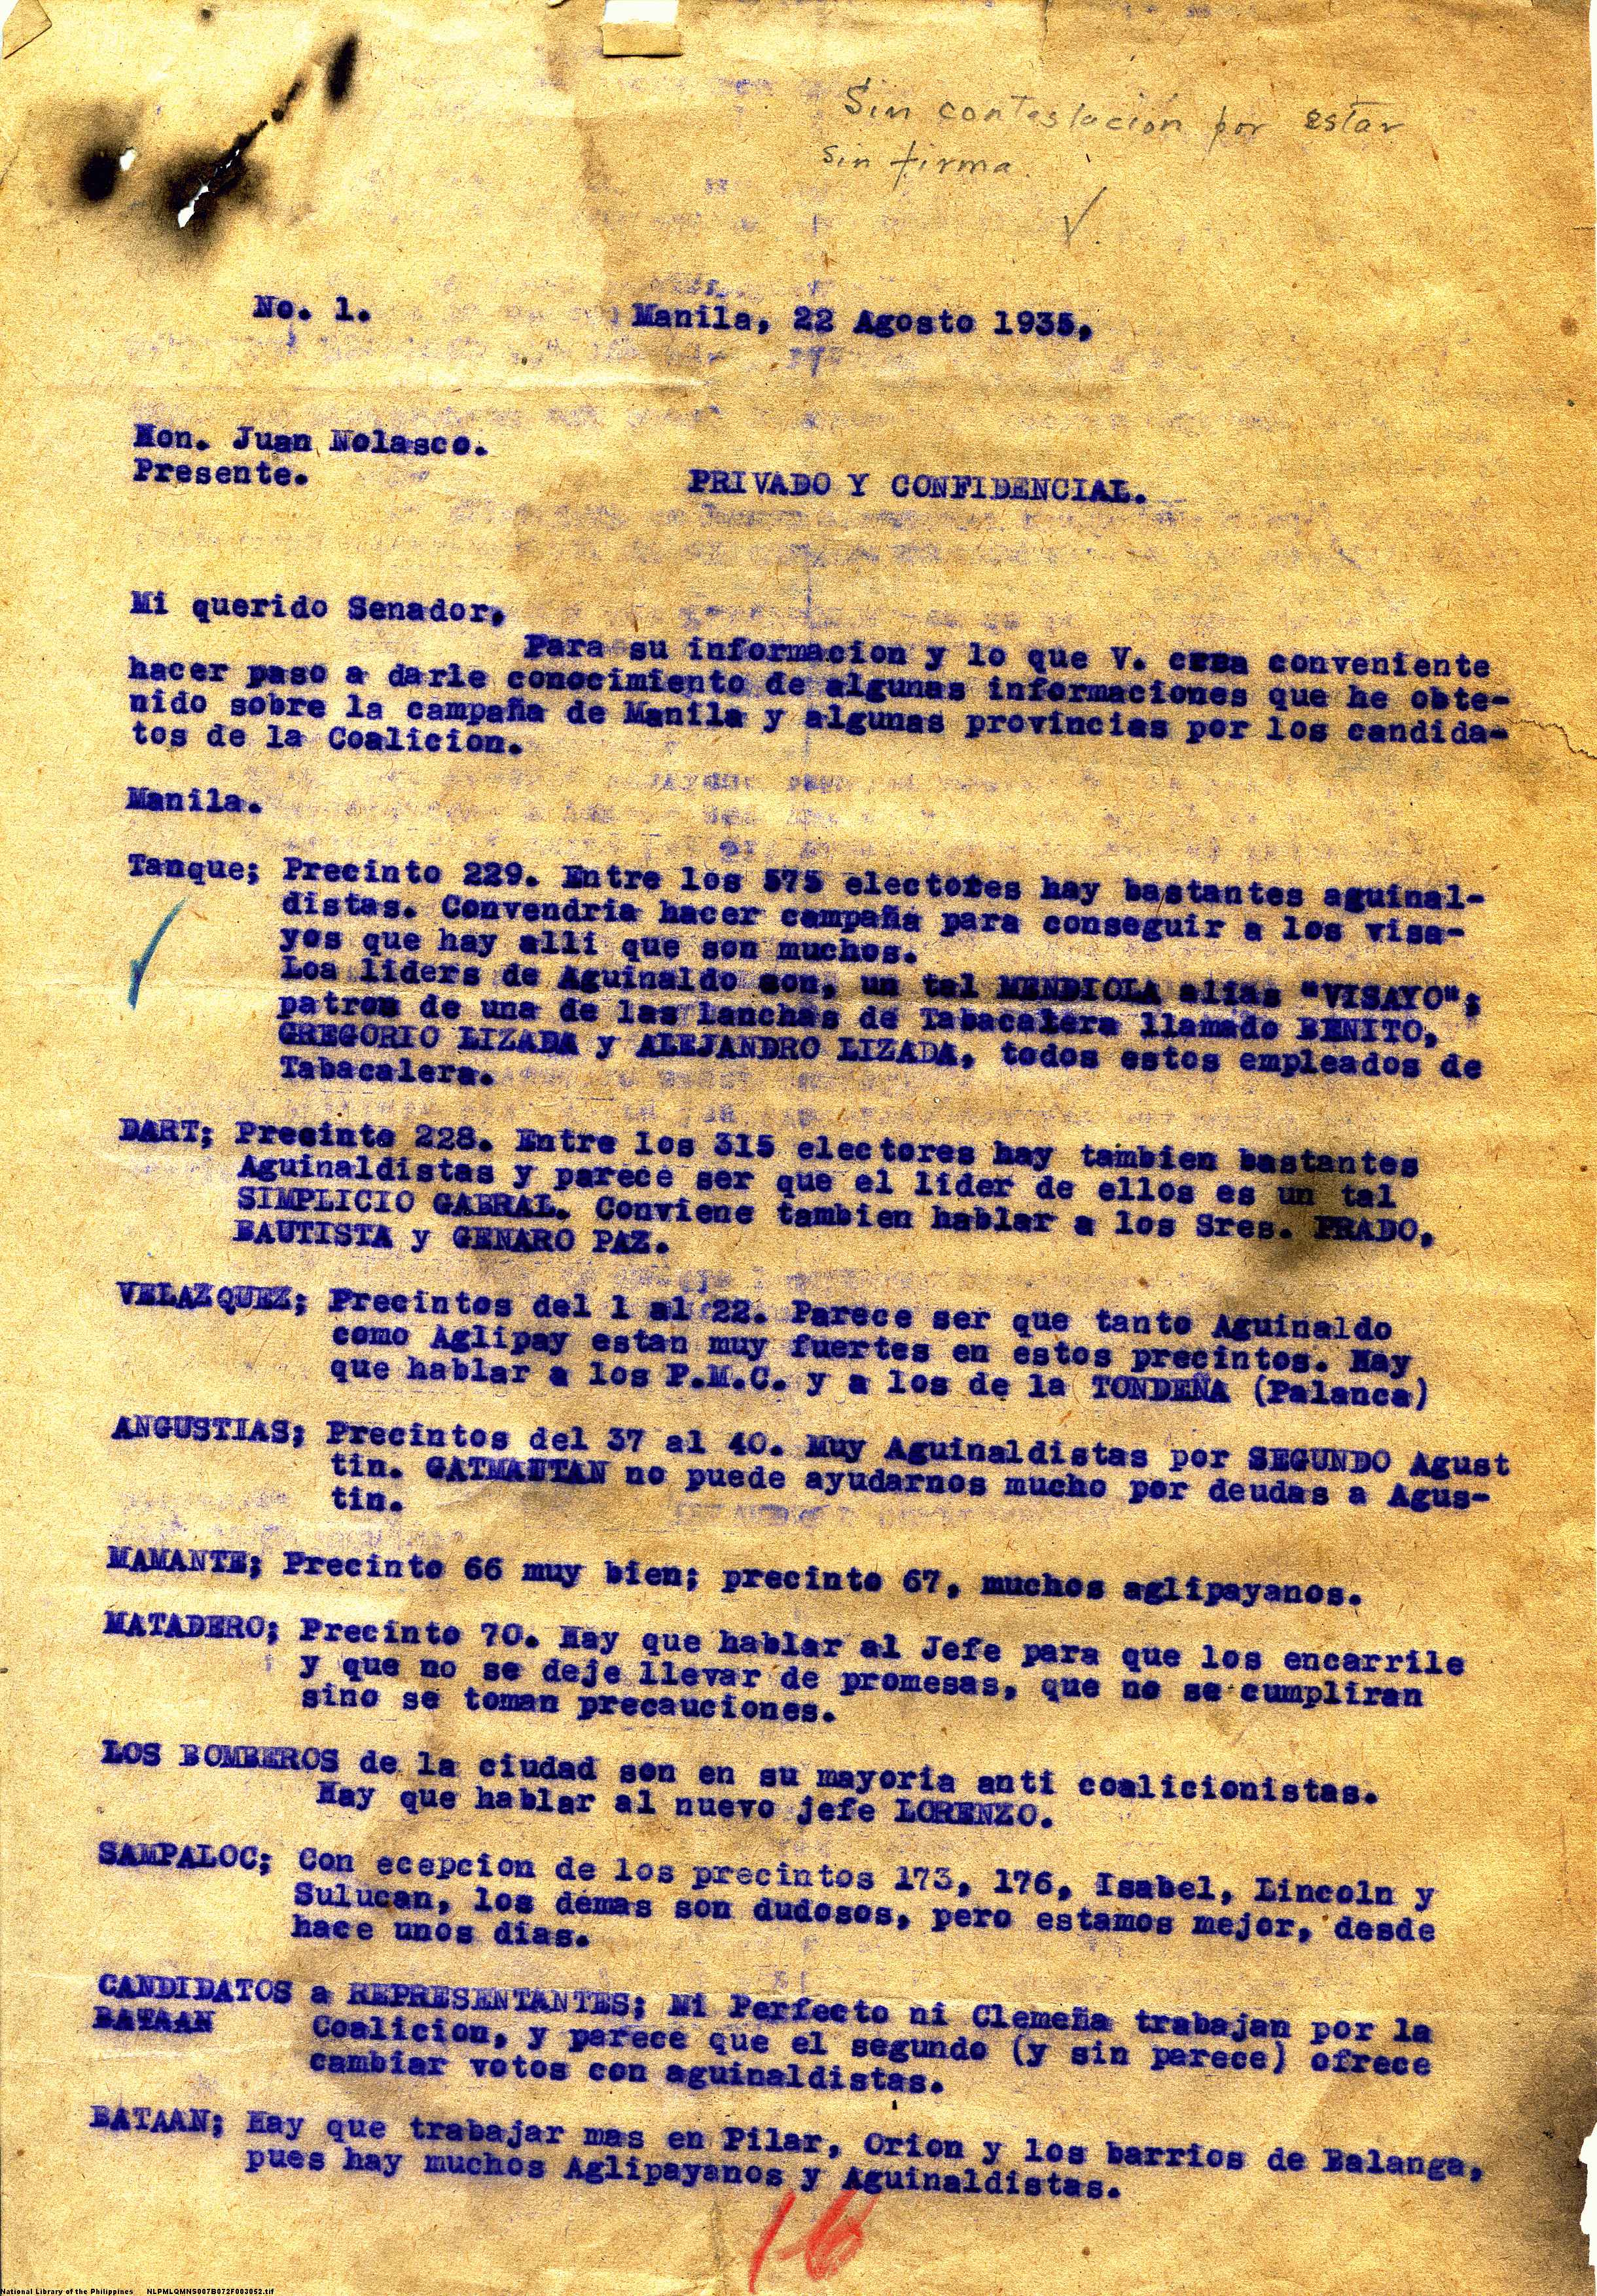 Sin contestacion por estar
sin firma
No. 1. Manila, 22 Agosto 1935,
Hon. Juan Nolasco.
Presente.
PRIVADO Y CONFIDENCIAL.
Mi querido Senador,
Para su informacion y lo que V. crea conveniente
hacer paso a darle conocimiento de algunas informaciones que he obte-
nido sobre la campaña de Manila y algunas provincias por los candida-
tos de la Coalicion.
Manila.
Tanque; Precinto 229. Entre los 575 electores hay bastantes aguinal-
distas. Convendria hacer campaña para conseguir a los visa-
yos que hay alli que son muchos.
Loa liders de Aguinaldo son, un tal MENDIOLA alias "VISAYO";
patron de una de las lanchas de Tabacalera llamado BENITO,
GREGORIO LIZADA y ALEJANDRO LIZADA, todos estos empleados de
Tabacalera.
DART; Precinto 228. Entre los 315 electores hay tambien bastantes
Aguinaldistas y parece ser que el lider de ellos es un tal
SIMPLICIO GABRAL. Conviene tambien hablar a los Sres. PRADO,
BAUTISTA y GENARO PAZ.
VELAZQUEZ; Precintos del 1 al 22. Parece ser que tanto Aguinaldo
como Aglipay estan muy fuertes en estos precintos. Hay
que hablar a los P.M.C. y a los de la TONDEÑA (Palanca)
ANGUSTIAS; Precintos del 37 al 40. Muy Aguinaldistas por SEGUNDO Agust
tin. GATMAITAN no puede ayudarnos mucho por deudas a Agus-
tin.
MAMANTE; Precinto 66 muy bien; precinto 67, muchos aglipayanos.
MATADERO; Precinto 70. Hay que hablar al Jefe para que los encarrile
y que no se deje llevar de promesas, que no se cumpliran
sino se toman precauciones.
LOS BOMBEROS de la ciudad son en su mayoria anti coalicionistas.
Hay que hablar al nuevo jefe LORENZO.
SAMPALOC; Con ecepcion de los precintos 173, 176, Isabel, Lincoln y
Sulucan, los demas son dudosos, pero estamos mejor, desde
hace unos dias.
CANDIDATOS a REPRESENTANTES; Ni Perfecto ni Clemeña trabajan por la
BATAAN Coalicion, y parece que el segundo (y sin parece) ofrece
cambiar votos con aguinaldistas.
BATAAN; Hay que trabajar mas en Pilar, Orion y los barrios de Balanga,
pues hay muchos Aglipayanos y Aguinaldistas.
16
National Library of the Philippines NLPMLQMNS007B072F003052.tif